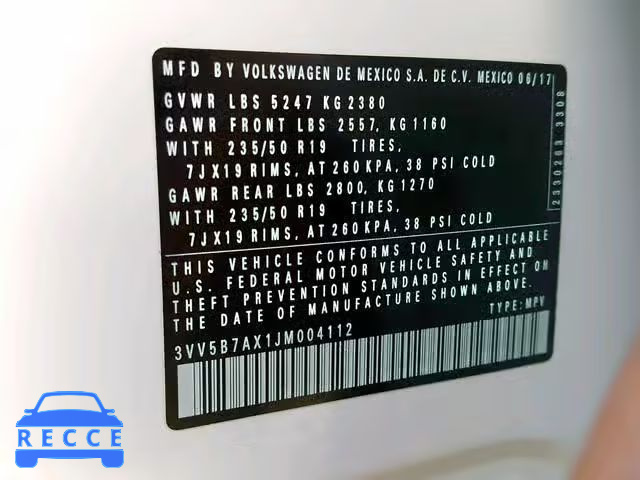 MFD BY VOLKSWAGEN DE MEXICO S.A. DE C.V. MEXICO 06/17
GVWR LBS 5247 KG 2380
GAWR FRONT LBS 2557, KG 1160
WITH 235/50 R19 TIRES,
7JX19 RIMS, AT 260 KPA, 38 PSI COLD
GAWR REAR LBS 2800, KG 1270
WITH 235/50 R19 TIRES,
7JX19 RIMS, AT 260 KPA, 38 PSI COLD
THIS VEHICLE CONFORMS TO ALL APPLICABLE
U.S. FEDERAL MOTOR VEHICLE SAFETY AND
THEFT PREVENTION STANDARDS IN EFFECT ON
THE DATE OF MANUFACTURE SHOWN ABOVE.
TYPE: MPV
3VV5B7AX1JM004112
2330263 3308
RECCE